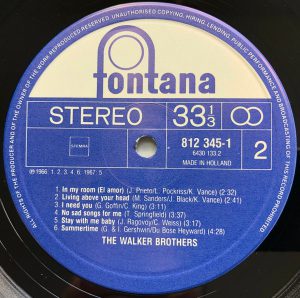 ALL RIGHTS OF THE PRODUCER AND OF THE OWNER OF THE WORK REPRODUCED RESERVED. UNAUTHORISED COPYING, HIRING, LENDING, PUBLIC PERFORMANCE AND BROADCASTING OF THIS RECORD PROHIBITED
fontana
STEREO
33 1/3
812 345-1
6430 133.2
MADE IN HOLLAND
2
STEMRA
℗1966: 1. 2. 3. 4. 6; 1967: 5
1 In my room (El amor) (J. Prieto/L. Pockriss/K. Vance) (2:32)
2 Living above your head (M. Sanders/J. Black/K. Vance) (2:41)
3 I need you (G. Goffin/C. King) (3:11)
4 No sad songs for me (T. Springfield) (3:37)
5 Stay with me baby (J. Ragovoy/C. Weiss) (3:17)
6 Summertime (G. & I. Gershwin/Du Bose Heyward) (4:28)
THE WALKER BROTHERS